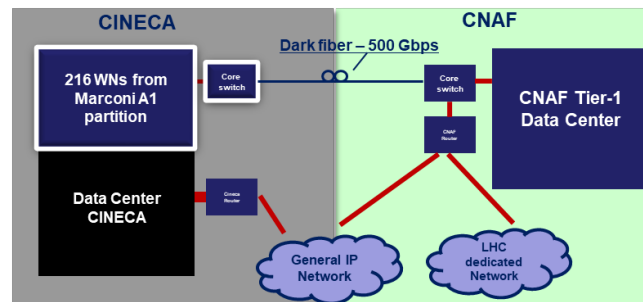 CINECA
CNAF
Dark fiber – 500 Gbps
216 WNs from
Marconi A1
partition
Core
switch
Core
switch
CNAF Tier-1
Data Center
CNAF
Router
Data Center
CINECA
Cineca
Router
General IP
Network
LHC
dedicated
Network